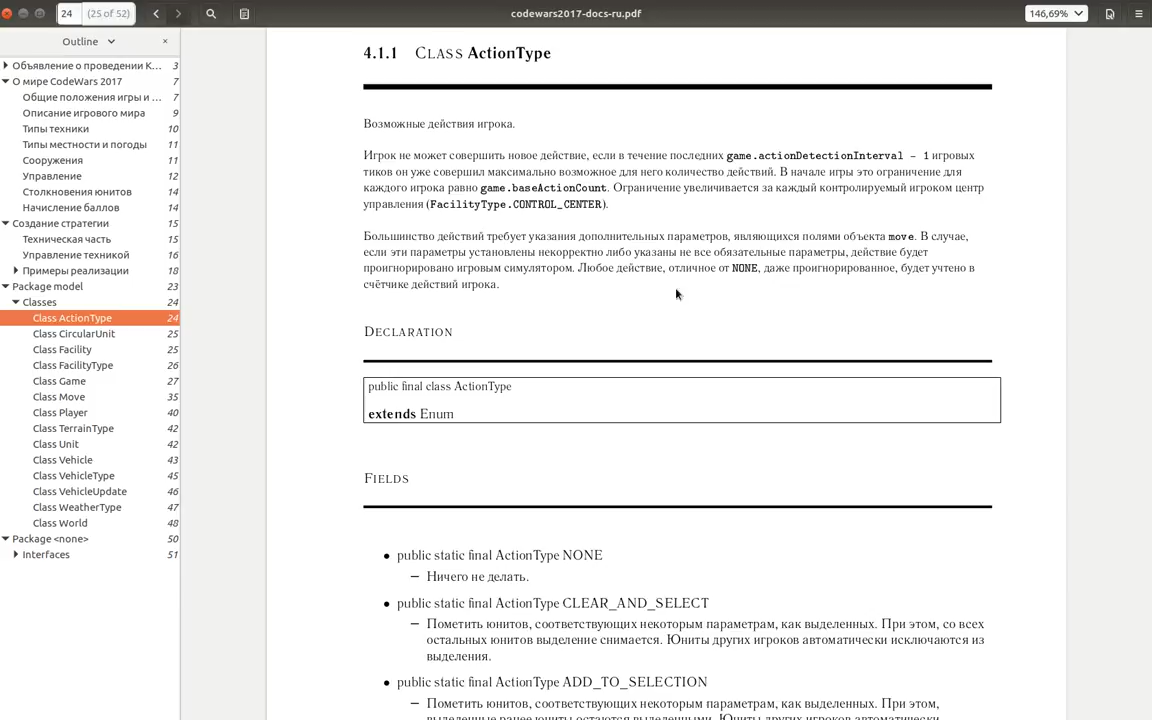 24 (25 of 52)
codewars2017-docs-ru.pdf
146,69%
Outline
Объявление о проведении К... 3
О мире CodeWars 2017 7
Общие положения игры и ... 7
Описание игрового мира 9
Типы техники 10
Типы местности и погоды 11
Сооружения 11
Управление 12
Столкновения юнитов 14
Начисление баллов 14
Создание стратегии 15
Техническая часть 15
Управление техникой 16
Примеры реализации 18
Package model 23
Classes 24
Class ActionType 24
Class CircularUnit 25
Class Facility 25
Class FacilityType 26
Class Game 27
Class Move 35
Class Player 40
Class TerrainType 42
Class Unit 42
Class Vehicle 43
Class VehicleType 45
Class VehicleUpdate 46
Class WeatherType 47
Class World 48
Package <none> 50
Interfaces 51
4.1.1 CLASS ActionType
Возможные действия игрока.
Игрок не может совершить новое действие, если в течение последних game.actionDetectionInterval - 1 игровых
тиков он уже совершил максимально возможное для него количество действий. В начале игры это ограничение для
каждого игрока равно game.baseActionCount. Ограничение увеличивается за каждый контролируемый игроком центр
управления (FacilityType.CONTROL_CENTER).
Большинство действий требует указания дополнительных параметров, являющихся полями объекта move. В случае,
если эти параметры установлены некорректно либо указаны не все обязательные параметры, действие будет
проигнорировано игровым симулятором. Любое действие, отличное от NONE, даже проигнорированное, будет учтено в
счётчике действий игрока.
DECLARATION
public final class ActionType
extends Enum
FIELDS
• public static final ActionType NONE
– Ничего не делать.
• public static final ActionType CLEAR_AND_SELECT
– Пометить юнитов, соответствующих некоторым параметрам, как выделенных. При этом, со всех
остальных юнитов выделение снимается. Юниты других игроков автоматически исключаются из
выделения.
• public static final ActionType ADD_TO_SELECTION
– Пометить юнитов, соответствующих некоторым параметрам, как выделенных. При этом,
выделенные ранее юниты остаются выделенными. Юниты других игроков автоматически